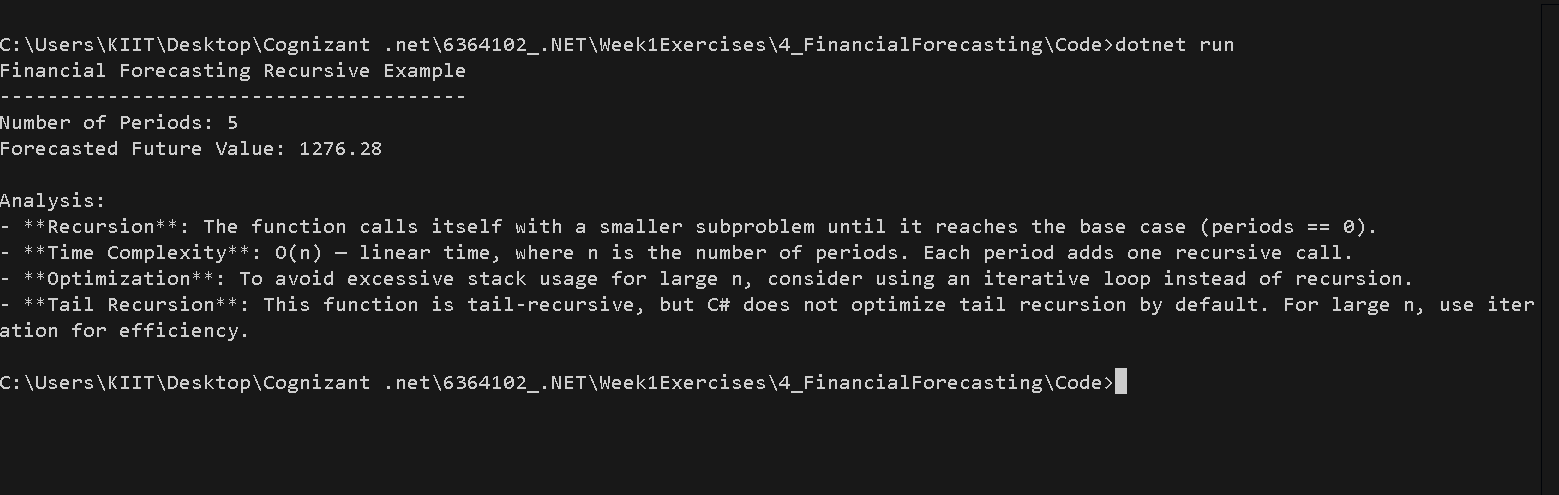 C:\Users\KIIT\Desktop\Cognizant .net\6364102_.NET\Week1Exercises\4_FinancialForecasting\Code>dotnet run
Financial Forecasting Recursive Example
---------------------------------------
Number of Periods: 5
Forecasted Future Value: 1276.28
Analysis:
- **Recursion**: The function calls itself with a smaller subproblem until it reaches the base case (periods == 0).
- **Time Complexity**: O(n) — linear time, where n is the number of periods. Each period adds one recursive call.
- **Optimization**: To avoid excessive stack usage for large n, consider using an iterative loop instead of recursion.
- **Tail Recursion**: This function is tail-recursive, but C# does not optimize tail recursion by default. For large n, use iter
ation for efficiency.
C:\Users\KIIT\Desktop\Cognizant .net\6364102_.NET\Week1Exercises\4_FinancialForecasting\Code>